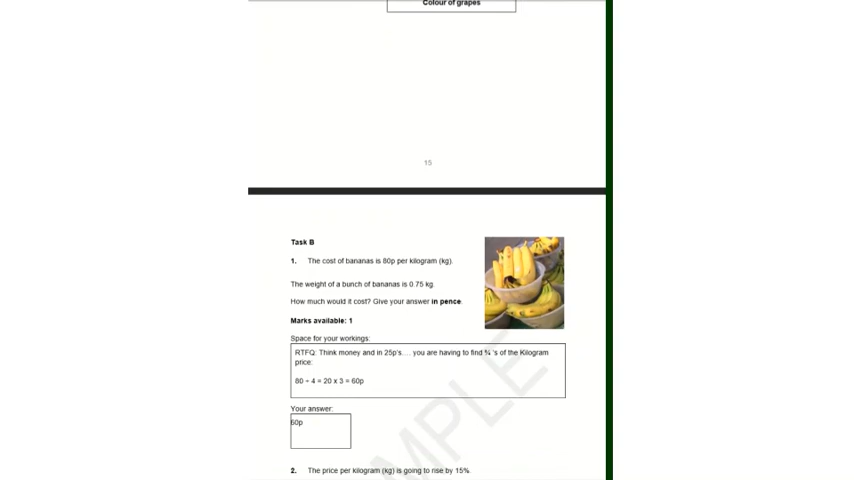 Colour of grapes
15
Task B
1. The cost of bananas is 80p per kilogram (kg).
The weight of a bunch of bananas is 0.75 kg.
How much would it cost? Give your answer in pence.
Marks available: 1
Space for your workings:
RTFQ: Think money and in 25p's.... you are having to find ¾ 's of the Kilogram
price:
80 ÷ 4 = 20 x 3 = 60p
Your answer:
60p
2. The price per kilogram (kg) is going to rise by 15%.
MPLE